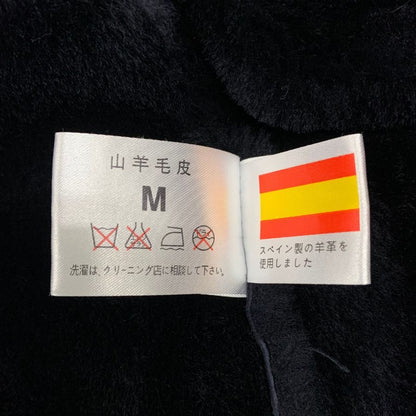 山羊毛皮
M
洗濯は、クリーニング店に相談して下さい。
スペイン製の羊革を
使用しました